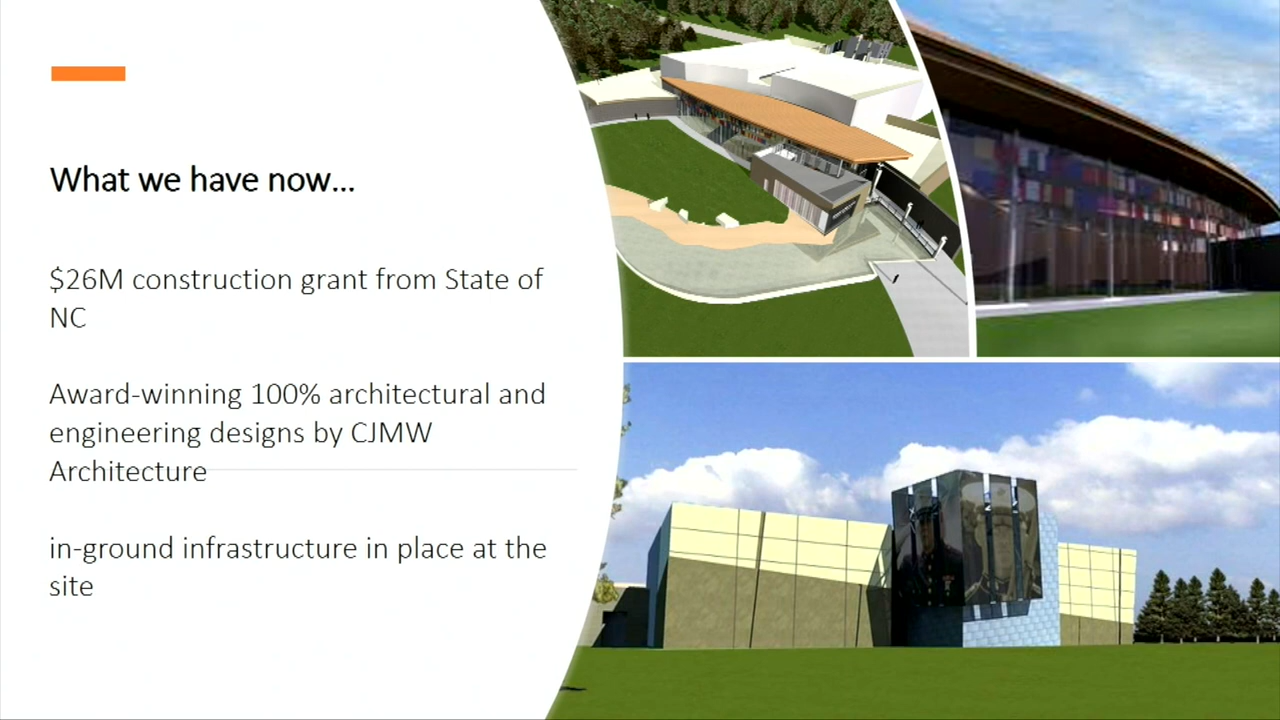 What we have now...
$26M construction grant from State of
NC
Award-winning 100% architectural and
engineering designs by CJMW
Architecture
in-ground infrastructure in place at the
site